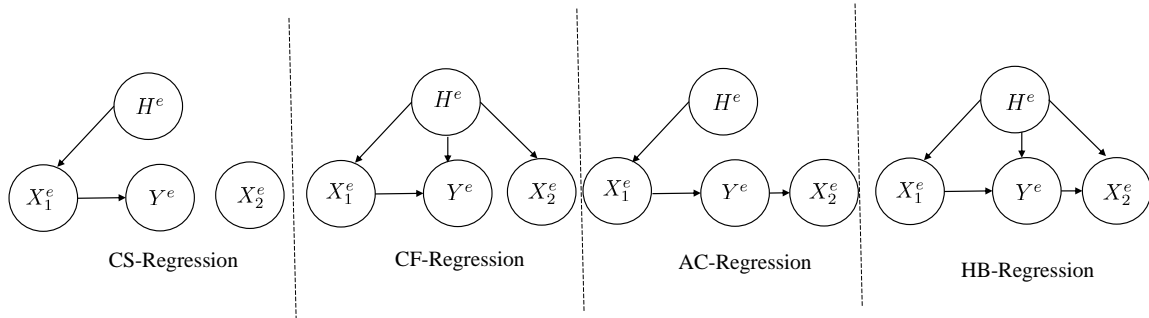 H^e
X_1^e Y^e X_2^e
CS-Regression
H^e
X_1^e Y^e X_2^e
CF-Regression
H^e
X_1^e Y^e X_2^e
AC-Regression
H^e
X_1^e Y^e X_2^e
HB-Regression